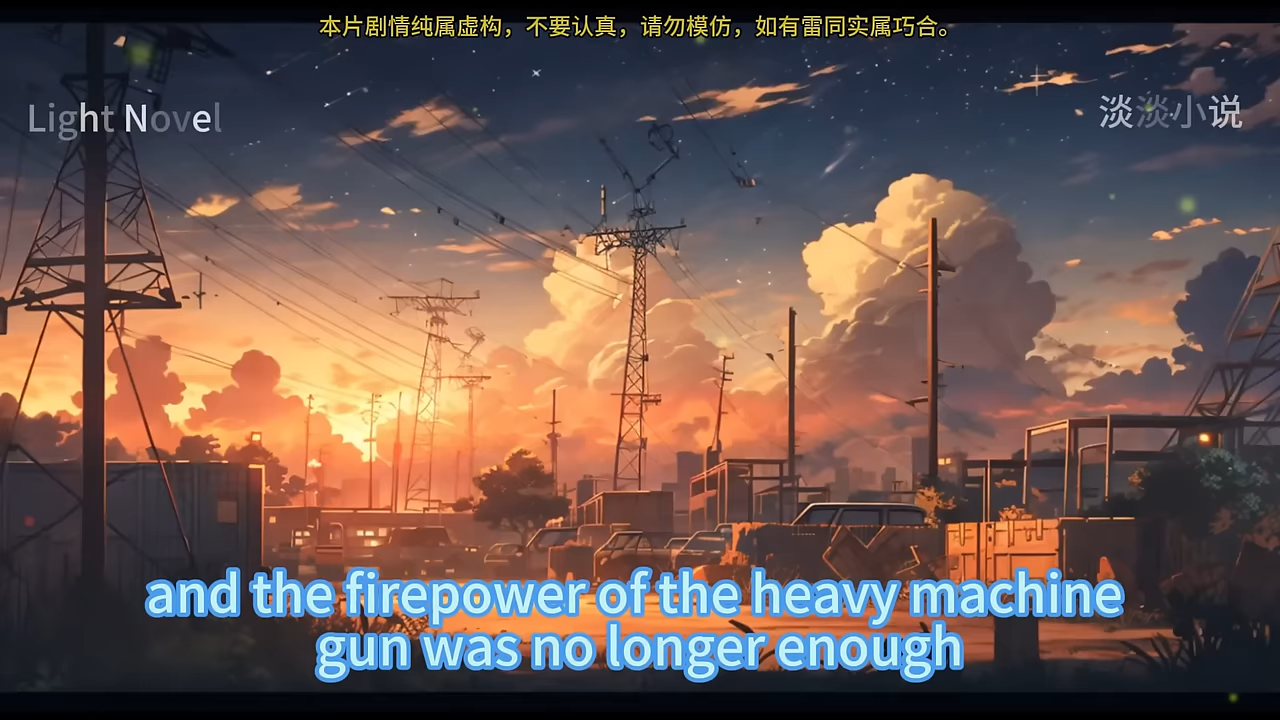 本片剧情纯属虚构，不要认真，请勿模仿，如有雷同实属巧合。
Light Novel
淡淡小说
and the firepower of the heavy machine
gun was no longer enough